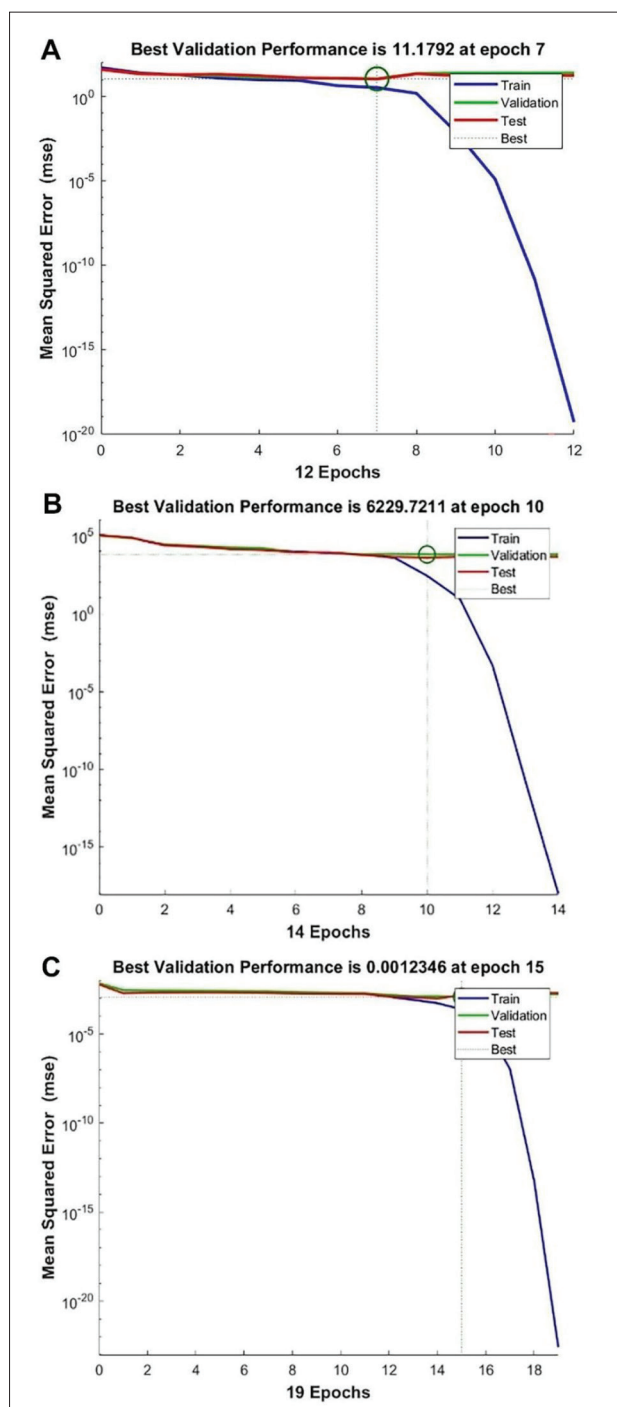 A
Best Validation Performance is 11.1792 at epoch 7
Mean Squared Error (mse)
10^0
10^-5
10^-10
10^-15
10^-20
Train
Validation
Test
Best
0 2 4 6 8 10 12
12 Epochs
B
Best Validation Performance is 6229.7211 at epoch 10
Mean Squared Error (mse)
10^5
10^0
10^-5
10^-10
10^-15
Train
Validation
Test
Best
0 2 4 6 8 10 12 14
14 Epochs
C
Best Validation Performance is 0.0012346 at epoch 15
Mean Squared Error (mse)
10^-5
10^-10
10^-15
10^-20
Train
Validation
Test
Best
0 2 4 6 8 10 12 14 16 18
19 Epochs